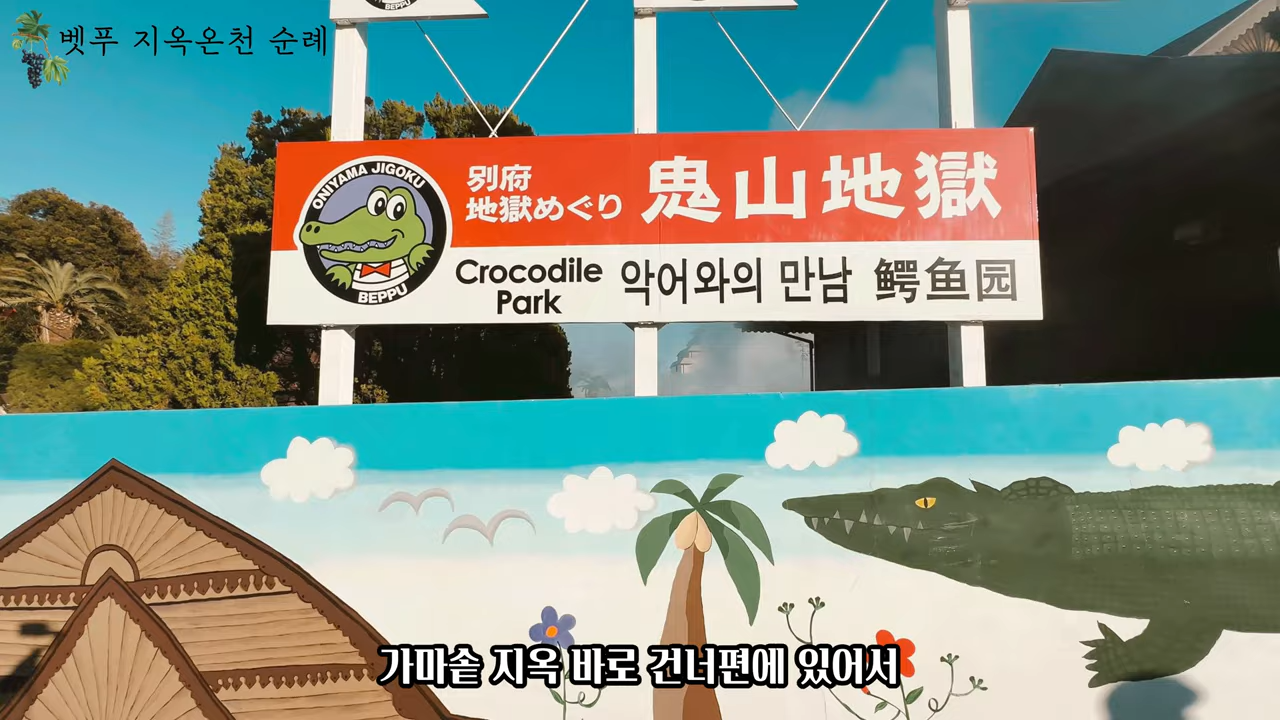 벳푸 지옥온천 순례
BEPPU
ONIYAMA JIGOKU
BEPPU
別府
地獄めぐり
鬼山地獄
Crocodile
Park
악어와의 만남
鳄鱼园
가마솥 지옥 바로 건너편에 있어서